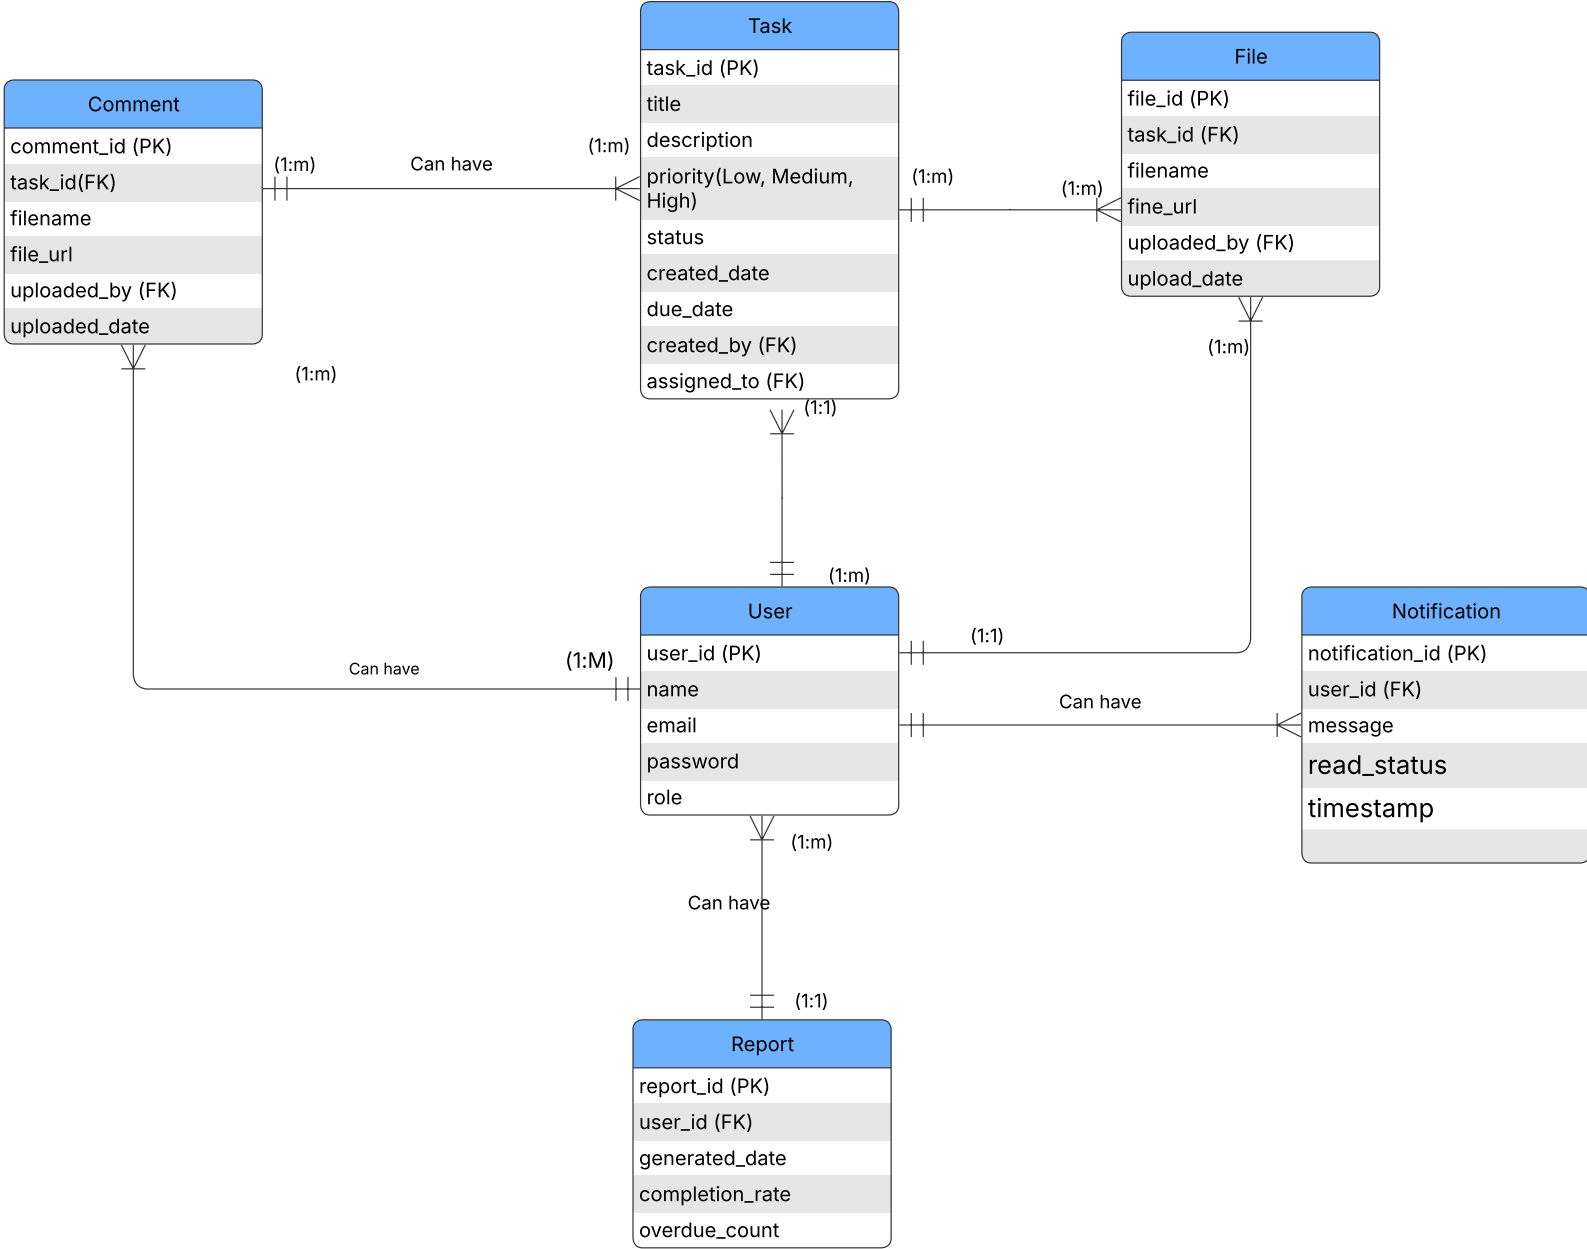 Task
task_id (PK)
title
description
priority(Low, Medium,
High)
status
created_date
due_date
created_by (FK)
assigned_to (FK)
File
file_id (PK)
task_id (FK)
filename
fine_url
uploaded_by (FK)
upload_date
Comment
comment_id (PK)
task_id(FK)
filename
file_url
uploaded_by (FK)
uploaded_date
(1:m)
Can have
(1:m)
(1:m)
(1:m)
(1:m)
(1:m)
(1:1)
(1:m)
User
user_id (PK)
name
email
password
role
(1:1)
Can have
(1:M)
Can have
Notification
notification_id (PK)
user_id (FK)
message
read_status
timestamp
(1:m)
Can have
(1:1)
Report
report_id (PK)
user_id (FK)
generated_date
completion_rate
overdue_count